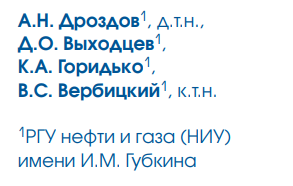 А.Н. Дроздов¹, д.т.н.,
Д.О. Выходцев¹,
К.А. Горидько¹,
В.С. Вербицкий¹, к.т.н.
¹РГУ нефти и газа (НИУ)
имени И.М. Губкина